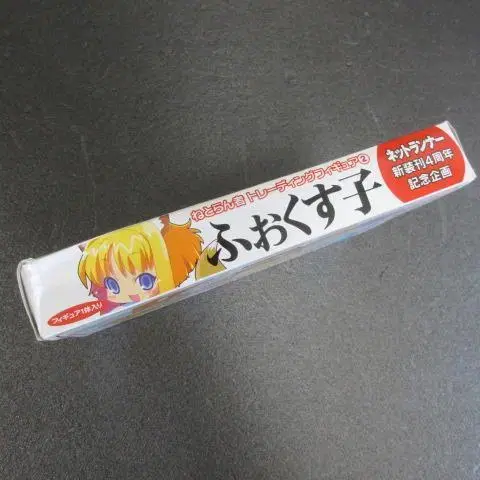 ねとらん者 トレーディングフィギュア②
ふぉくす子
ネットランナー
新装刊4周年
記念企画
フィギュア1体入り